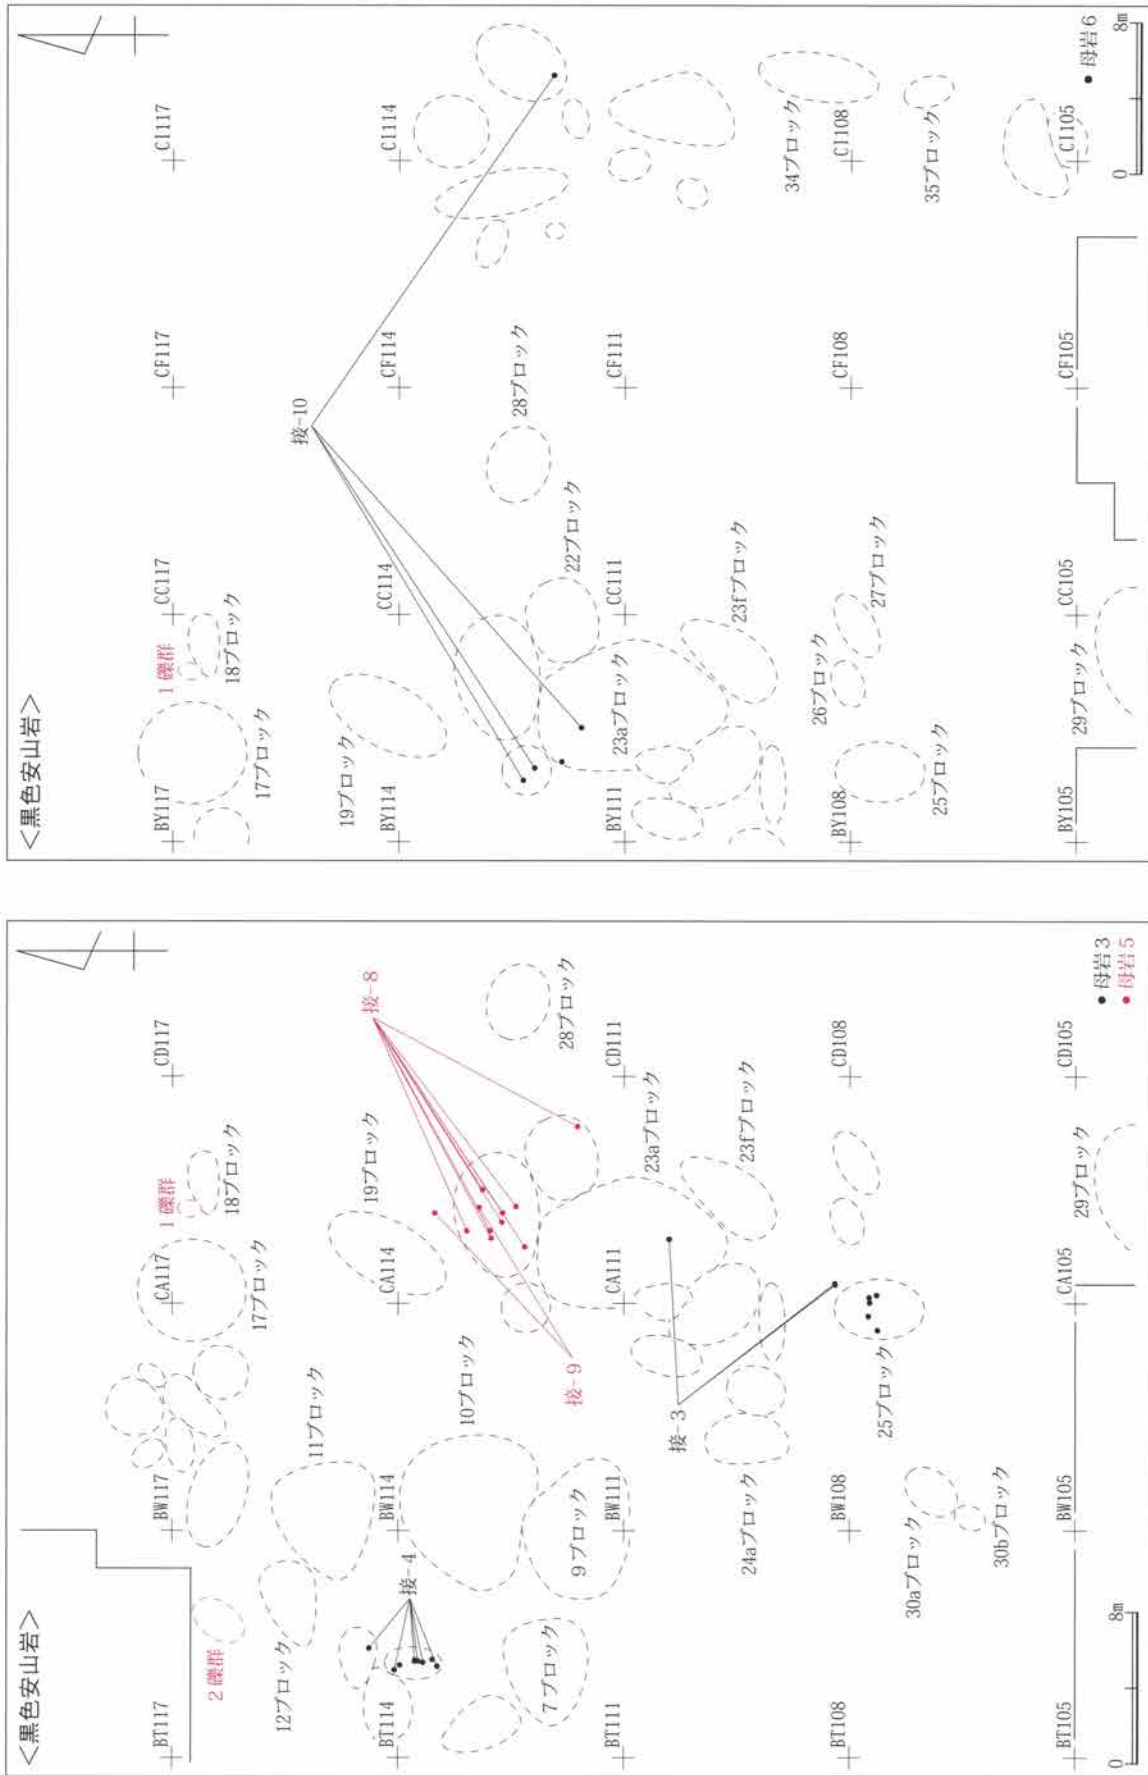 <黒色安山岩>
BT117
BW117
CA117
CD117
2 礫群
1 礫群
18ブロック
17ブロック
12ブロック
11ブロック
19ブロック
接-8
接-4
BT114
BW114
CA114
10ブロック
28ブロック
7ブロック
9ブロック
接-9
BT111
BW111
CA111
CD111
23aブロック
接-3
24aブロック
23fブロック
BT108
BW108
CD108
25ブロック
30aブロック
30bブロック
29ブロック
BT105
BW105
CA105
CD105
0
8m
母岩3
母岩5
<黒色安山岩>
BY117
CC117
CF117
CI117
1 礫群
18ブロック
17ブロック
19ブロック
接-10
BY114
CC114
CF114
CI114
28ブロック
22ブロック
BY111
CC111
CF111
23aブロック
23fブロック
34ブロック
26ブロック
27ブロック
BY108
CF108
CI108
25ブロック
35ブロック
29ブロック
BY105
CC105
CF105
CI105
母岩6
0
8m